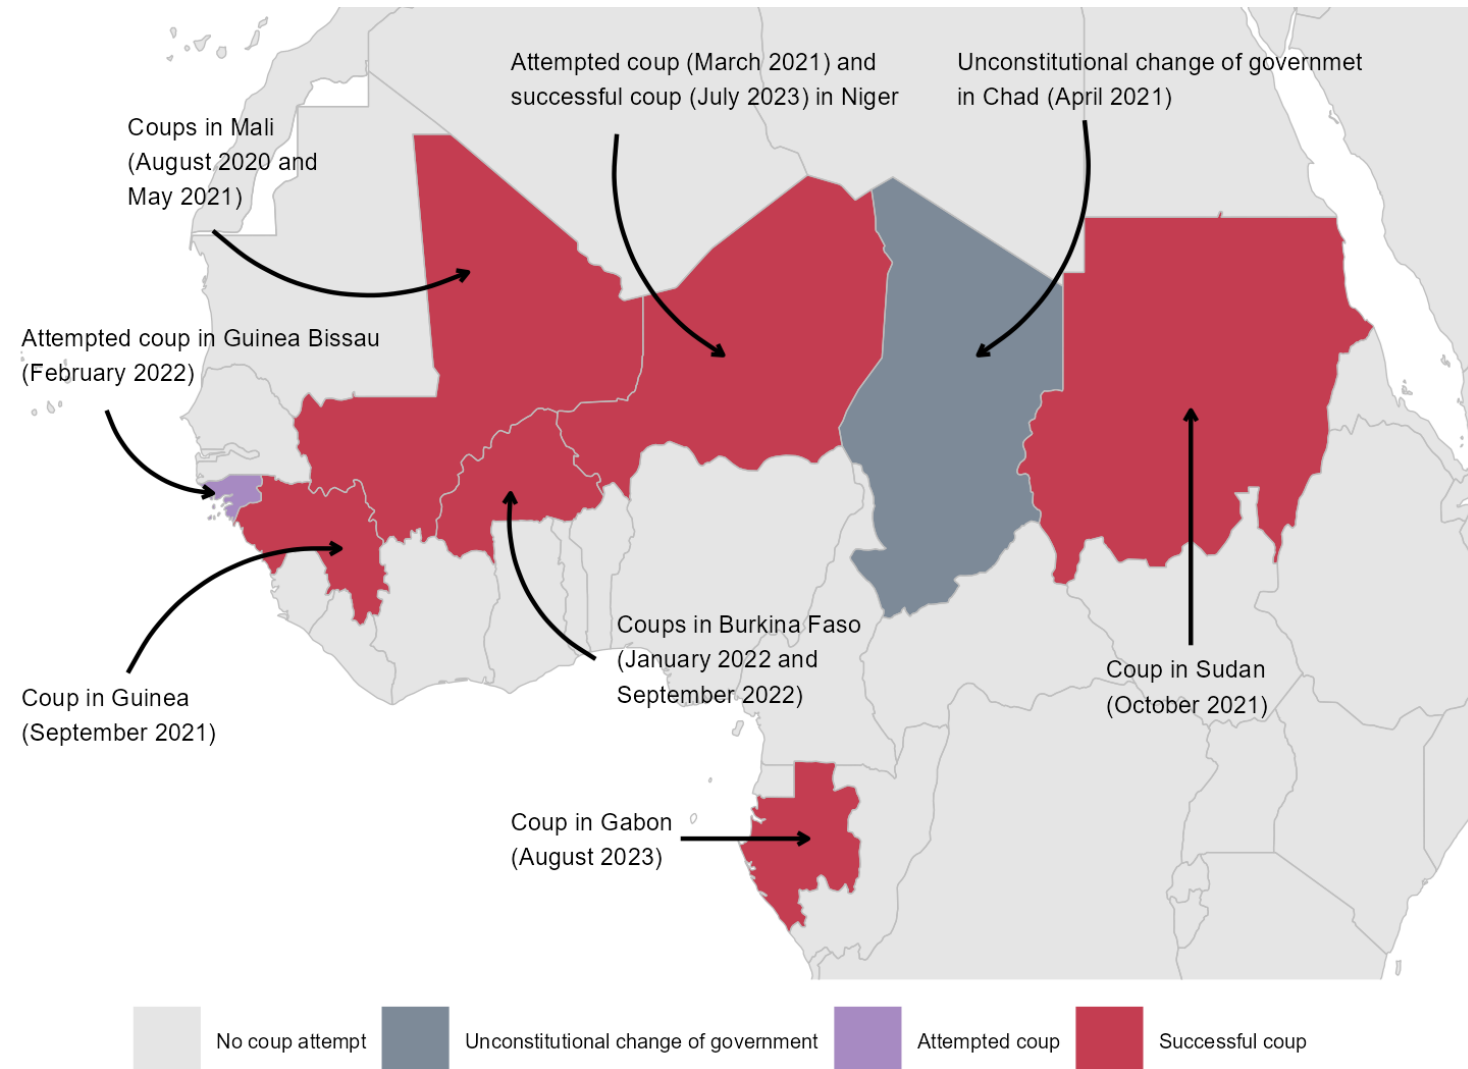 Attempted coup (March 2021) and
successful coup (July 2023) in Niger
Unconstitutional change of governmet
in Chad (April 2021)
Coups in Mali
(August 2020 and
May 2021)
Attempted coup in Guinea Bissau
(February 2022)
Coups in Burkina Faso
(January 2022 and
September 2022)
Coup in Sudan
(October 2021)
Coup in Guinea
(September 2021)
Coup in Gabon
(August 2023)
No coup attempt
Unconstitutional change of government
Attempted coup
Successful coup